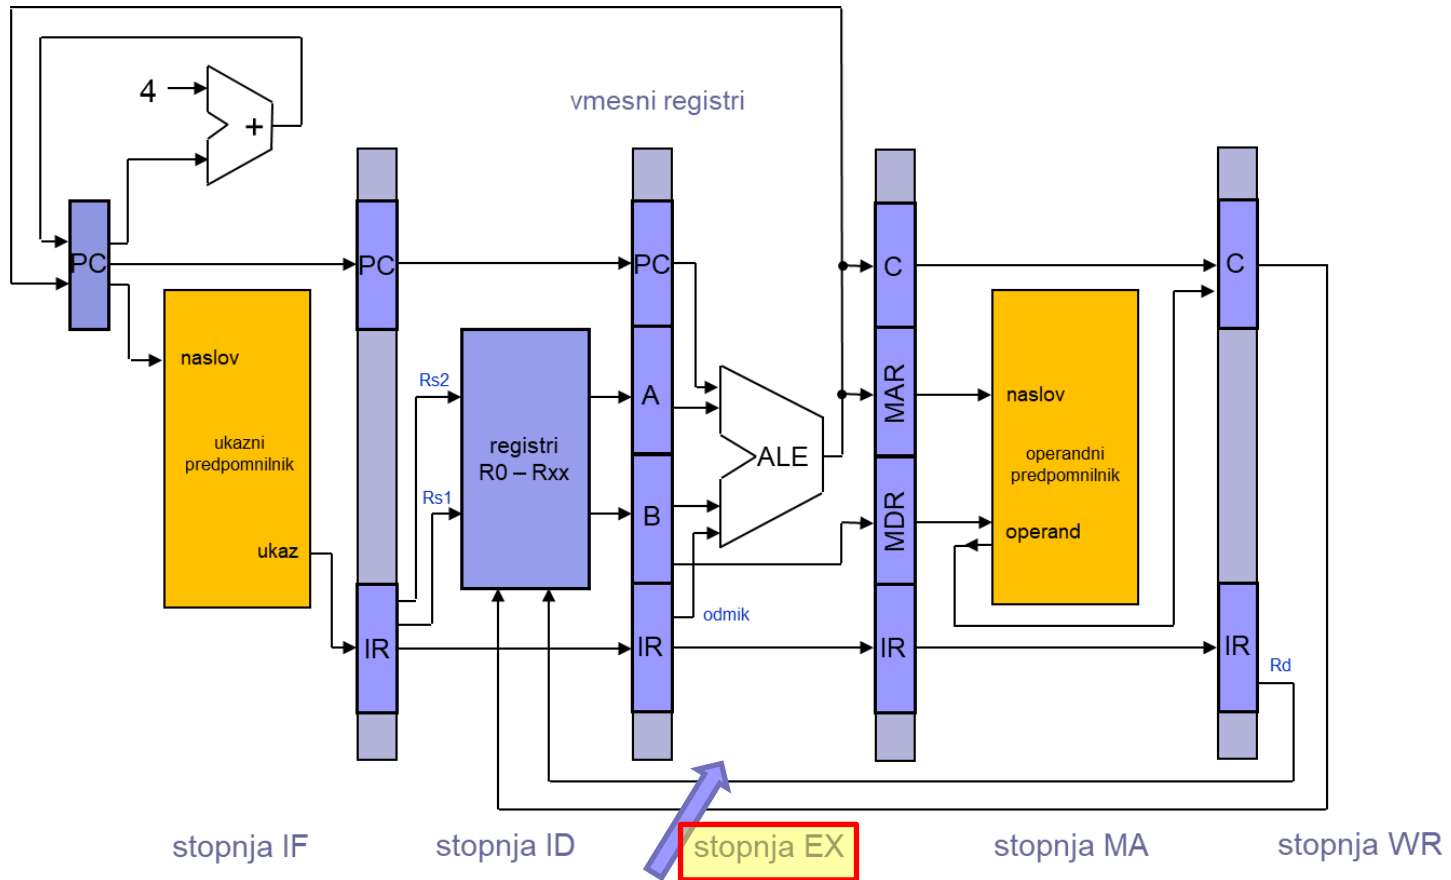 4
+
vmesni registri
PC
PC
PC
C
C
naslov
ukazni
predpomnilnik
ukaz
Rs2
Rs1
registri
R0 – Rxx
A
B
ALE
MAR
MDR
naslov
operandni
predpomnilnik
operand
odmik
IR
IR
IR
IR
Rd
stopnja IF
stopnja ID
stopnja EX
stopnja MA
stopnja WR